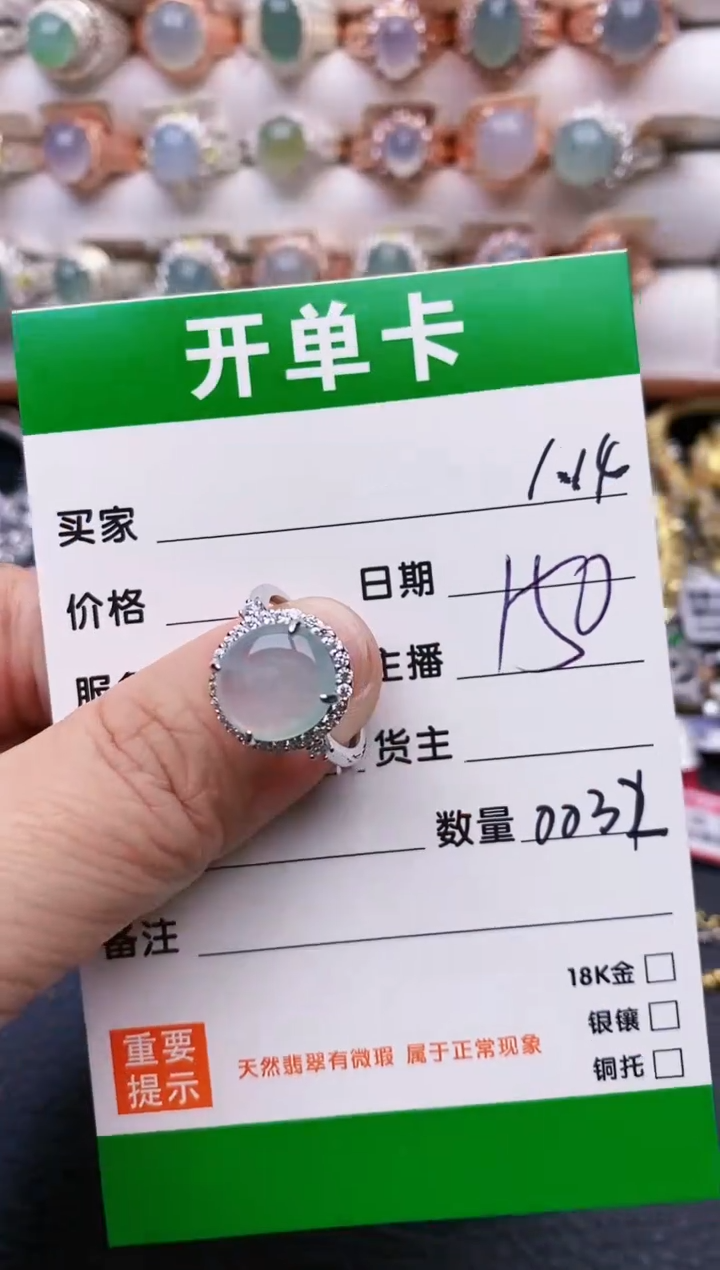 开单卡
1.14
买家
价格 日期
150
主播
货主
数量 003
备注
18K金
银镶
铜托
重要
提示
天然翡翠有微瑕 属于正常现象